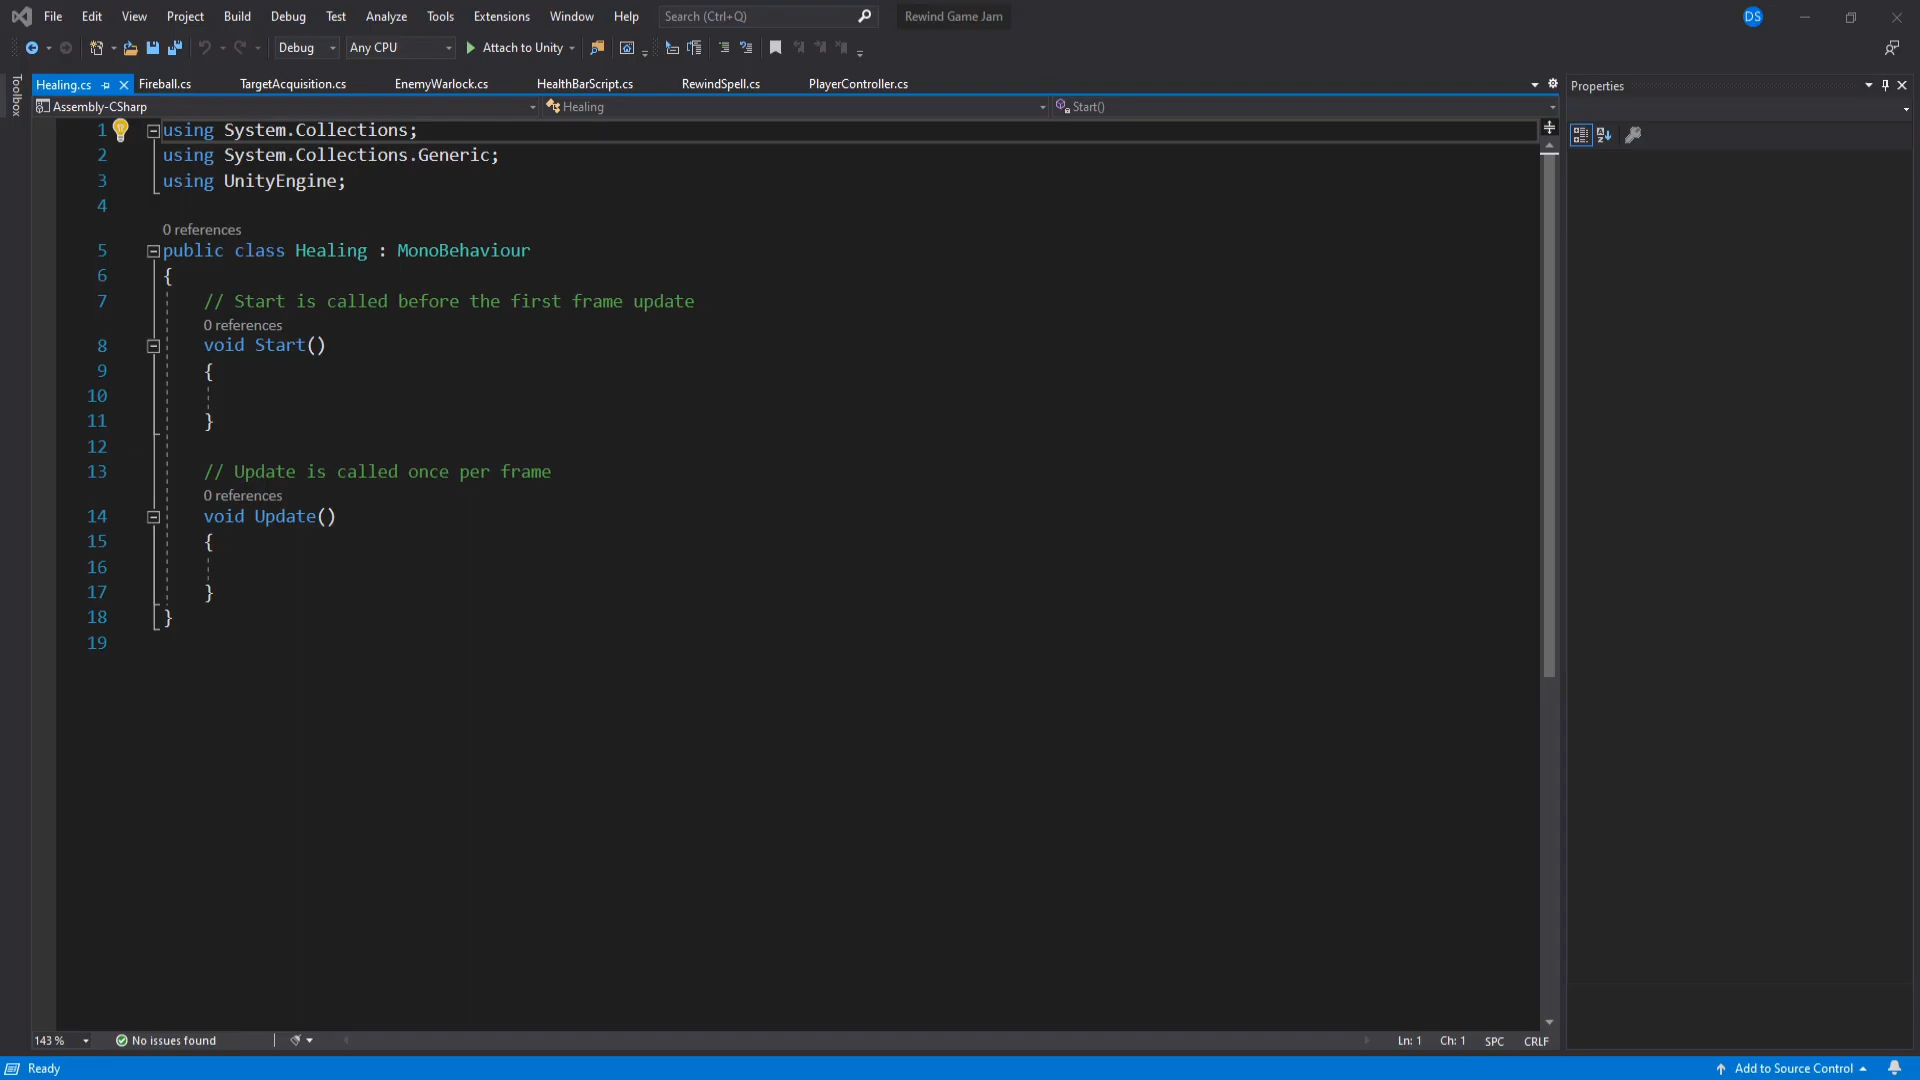 File Edit View Project Build Debug Test Analyze Tools Extensions Window Help Search (Ctrl+Q) Rewind Game Jam DS
Debug Any CPU Attach to Unity
Toolbox
Healing.cs Fireball.cs TargetAcquisition.cs EnemyWarlock.cs HealthBarScript.cs RewindSpell.cs PlayerController.cs Properties
Assembly-CSharp Healing Start()
1 using System.Collections;
2 using System.Collections.Generic;
3 using UnityEngine;
4
0 references
5 public class Healing : MonoBehaviour
6 {
7 // Start is called before the first frame update
0 references
8 void Start()
9 {
10
11 }
12
13 // Update is called once per frame
0 references
14 void Update()
15 {
16
17 }
18 }
19
143 % No issues found Ln: 1 Ch: 1 SPC CRLF
Ready Add to Source Control